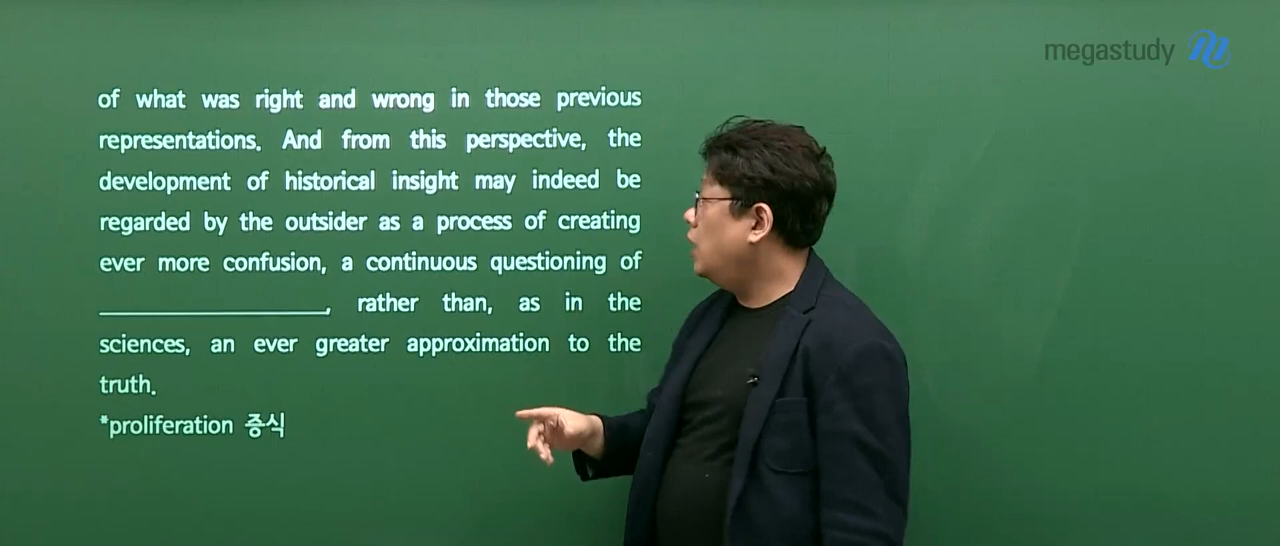 megastudy
of what was right and wrong in those previous
representations. And from this perspective, the
development of historical insight may indeed be
regarded by the outsider as a process of creating
ever more confusion, a continuous questioning of
____________________, rather than, as in the
sciences, an ever greater approximation to the
truth.
*proliferation 증식